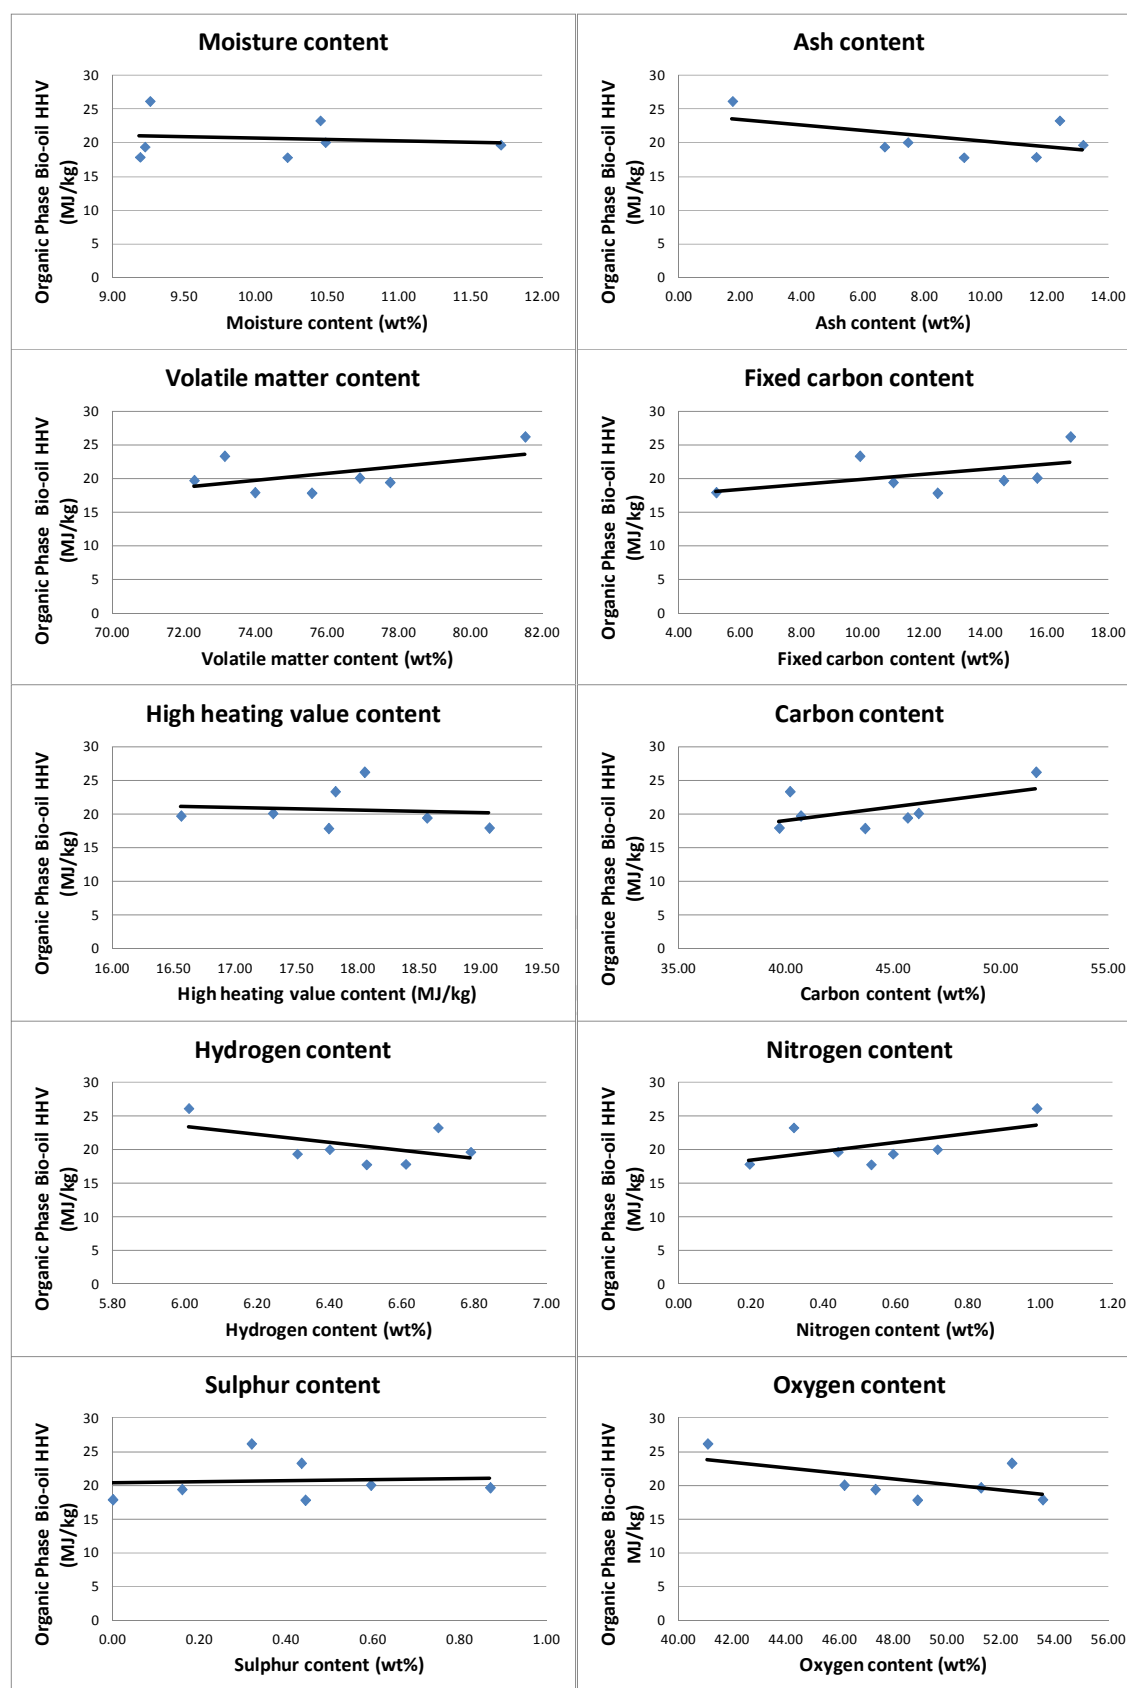 Moisture content
Organic Phase Bio-oil HHV
(MJ/kg)
30
25
20
15
10
5
0
9.00 9.50 10.00 10.50 11.00 11.50 12.00
Moisture content (wt%)
Ash content
Organic Phase Bio-oil HHV
(MJ/kg)
30
25
20
15
10
5
0
0.00 2.00 4.00 6.00 8.00 10.00 12.00 14.00
Ash content (wt%)
Volatile matter content
Organic Phase Bio-oil HHV
(MJ/kg)
30
25
20
15
10
5
0
70.00 72.00 74.00 76.00 78.00 80.00 82.00
Volatile matter content (wt%)
Fixed carbon content
Organic Phase Bio-oil HHV
(MJ/kg)
30
25
20
15
10
5
0
4.00 6.00 8.00 10.00 12.00 14.00 16.00 18.00
Fixed carbon content (wt%)
High heating value content
Organic Phase Bio-oil HHV
(MJ/kg)
30
25
20
15
10
5
0
16.00 16.50 17.00 17.50 18.00 18.50 19.00 19.50
High heating value content (MJ/kg)
Carbon content
Organice Phase Bio-oil HHV
(MJ/kg)
30
25
20
15
10
5
0
35.00 40.00 45.00 50.00 55.00
Carbon content (wt%)
Hydrogen content
Organic Phase Bio-oil HHV
(MJ/kg)
30
25
20
15
10
5
0
5.80 6.00 6.20 6.40 6.60 6.80 7.00
Hydrogen content (wt%)
Nitrogen content
Organic Phase Bio-oil HHV
(MJ/kg)
30
25
20
15
10
5
0
0.00 0.20 0.40 0.60 0.80 1.00 1.20
Nitrogen content (wt%)
Sulphur content
Organic Phase Bio-oil HHV
(MJ/kg)
30
25
20
15
10
5
0
0.00 0.20 0.40 0.60 0.80 1.00
Sulphur content (wt%)
Oxygen content
Organic Phase Bio-oil HHV
MJ/kg)
30
25
20
15
10
5
0
40.00 42.00 44.00 46.00 48.00 50.00 52.00 54.00 56.00
Oxygen content (wt%)